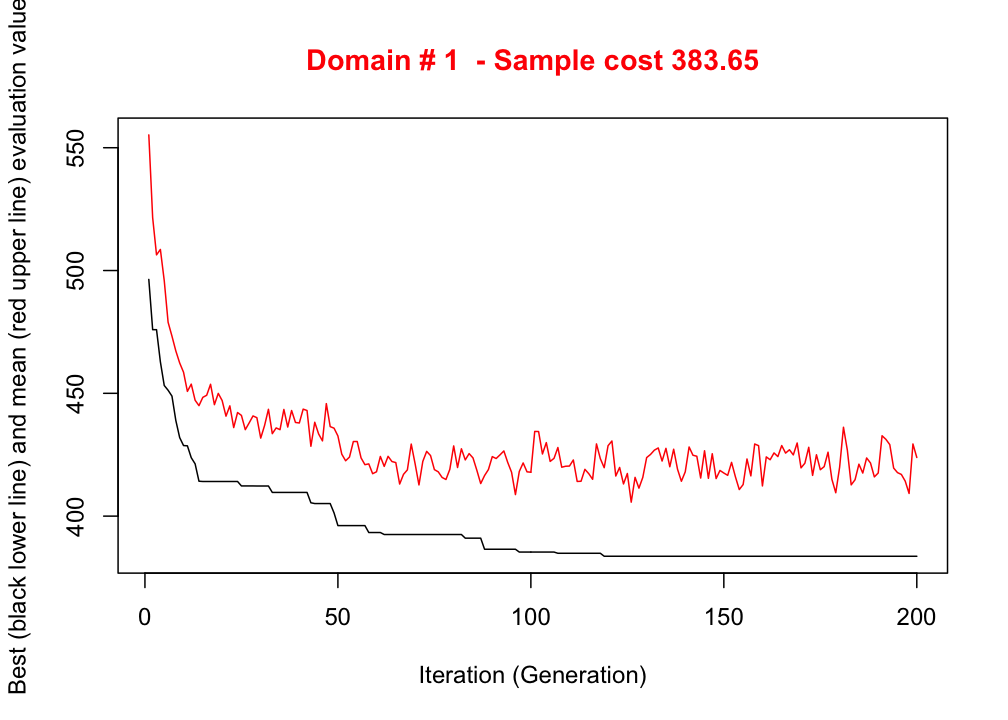 Domain # 1  - Sample cost 383.65
Best (black lower line) and mean (red upper line) evaluation value
550
500
450
400
0 50 100 150 200
Iteration (Generation)